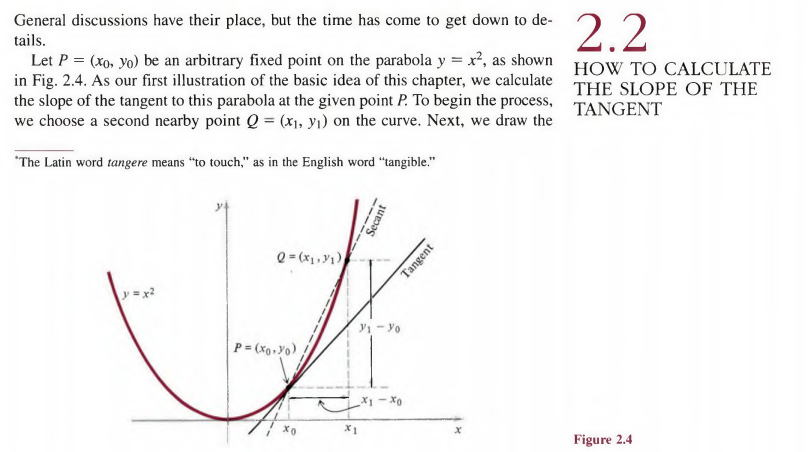 General discussions have their place, but the time has come to get down to de-
tails.
Let P = (x₀, y₀) be an arbitrary fixed point on the parabola y = x², as shown
in Fig. 2.4. As our first illustration of the basic idea of this chapter, we calculate
the slope of the tangent to this parabola at the given point P. To begin the process,
we choose a second nearby point Q = (x₁, y₁) on the curve. Next, we draw the
2.2
HOW TO CALCULATE
THE SLOPE OF THE
TANGENT
*The Latin word tangere means “to touch,” as in the English word “tangible.”
y
Secant
Q = (x₁, y₁)
Tangent
y = x²
y₁ − y₀
P = (x₀, y₀)
x₁ − x₀
x₀
x₁
x
Figure 2.4